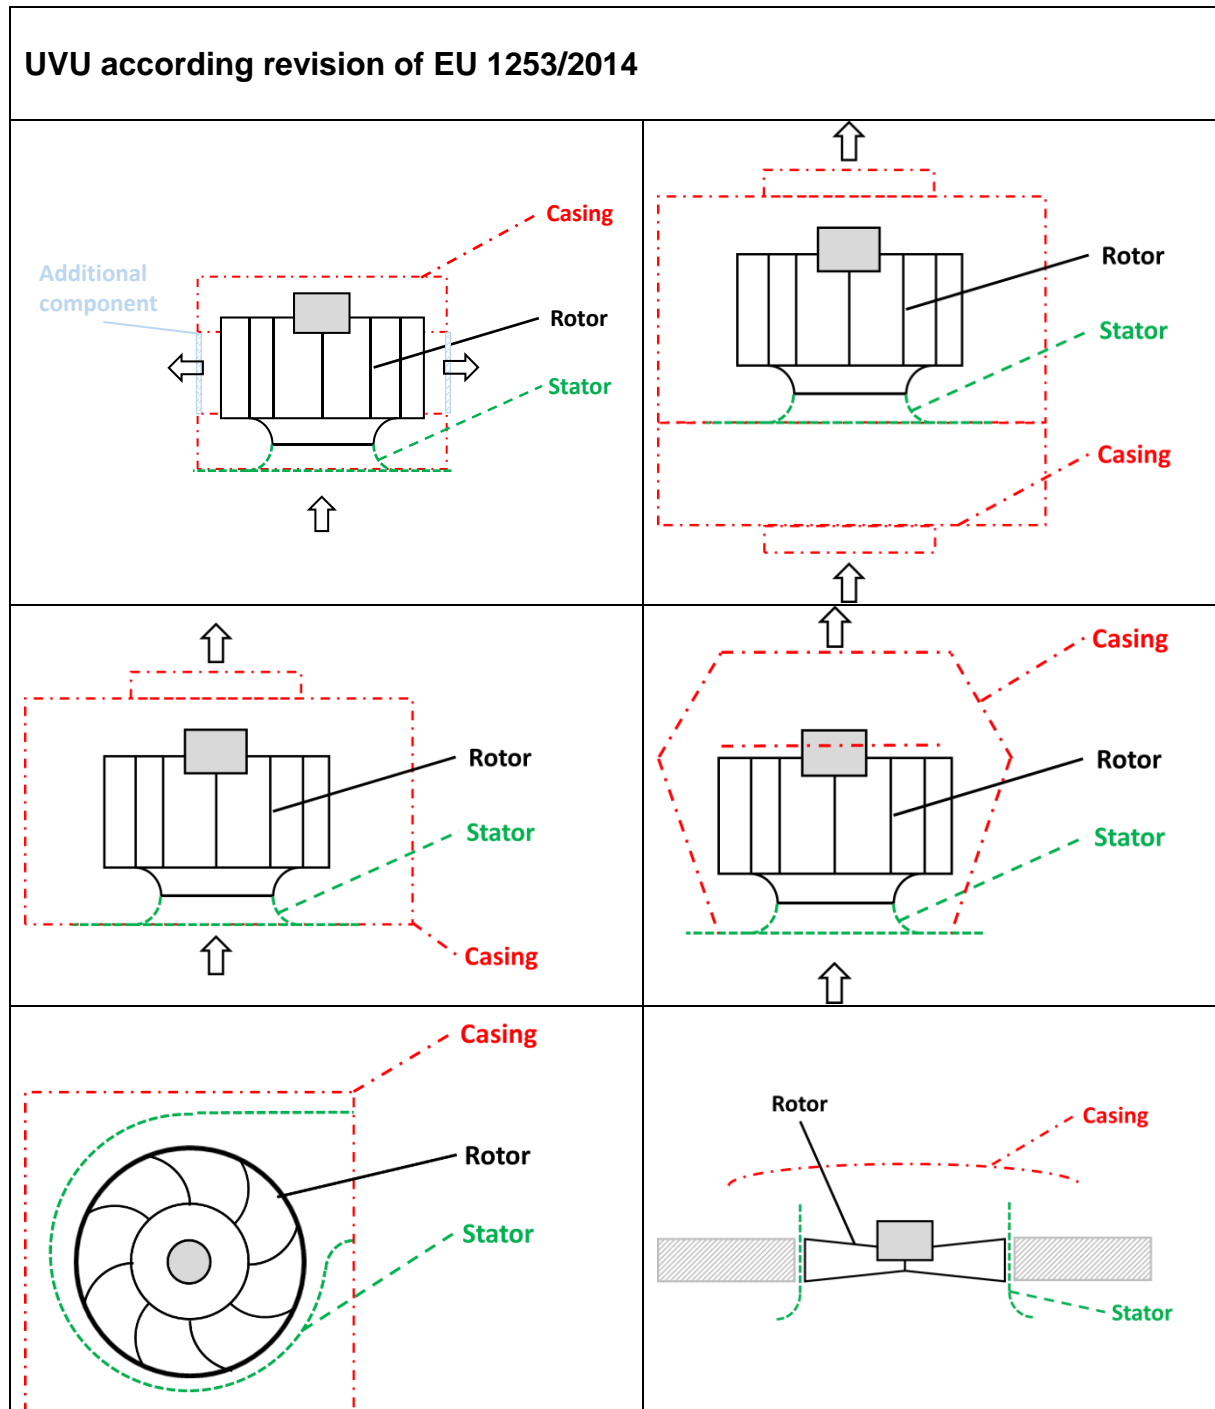 UVU according revision of EU 1253/2014
Casing
Additional
component
Rotor
Stator
Rotor
Stator
Casing
Rotor
Stator
Casing
Casing
Rotor
Stator
Casing
Rotor
Stator
Rotor
Casing
Stator